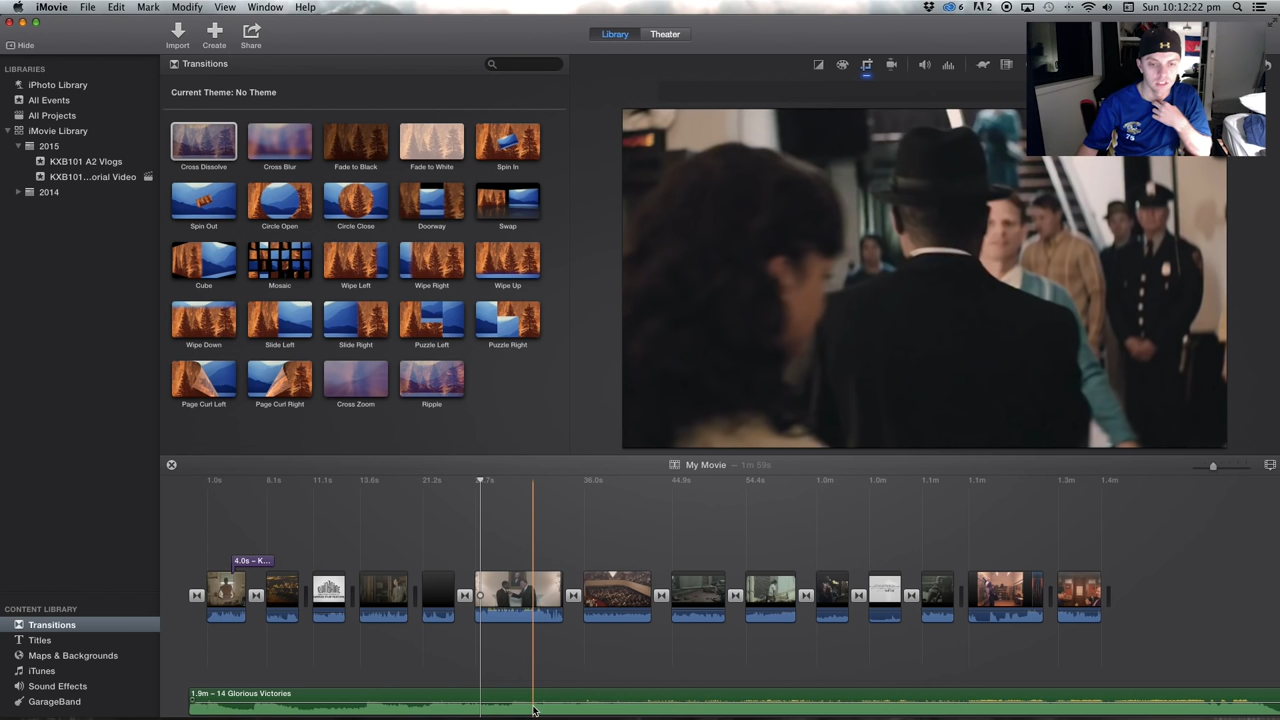 iMovie File Edit Mark Modify View Window Help
6 2 Sun 10:12:22 pm
Hide Import Create Share Library Theater
LIBRARIES
iPhoto Library
All Events
All Projects
iMovie Library
2015
KXB101 A2 Vlogs
KXB101...orial Video
2014
Transitions
Current Theme: No Theme
Cross Dissolve Cross Blur Fade to Black Fade to White Spin In
Spin Out Circle Open Circle Close Doorway Swap
Cube Mosaic Wipe Left Wipe Right Wipe Up
Wipe Down Slide Left Slide Right Puzzle Left Puzzle Right
Page Curl Left Page Curl Right Cross Zoom Ripple
75
My Movie — 1m 59s
1.0s 8.1s 11.1s 13.6s 21.2s 36.0s 44.9s 54.4s 1.0m 1.0m 1.1m 1.1m 1.3m 1.4m
4.0s – K...
CONTENT LIBRARY
Transitions
Titles
Maps & Backgrounds
iTunes
Sound Effects
GarageBand
1.9m – 14 Glorious Victories